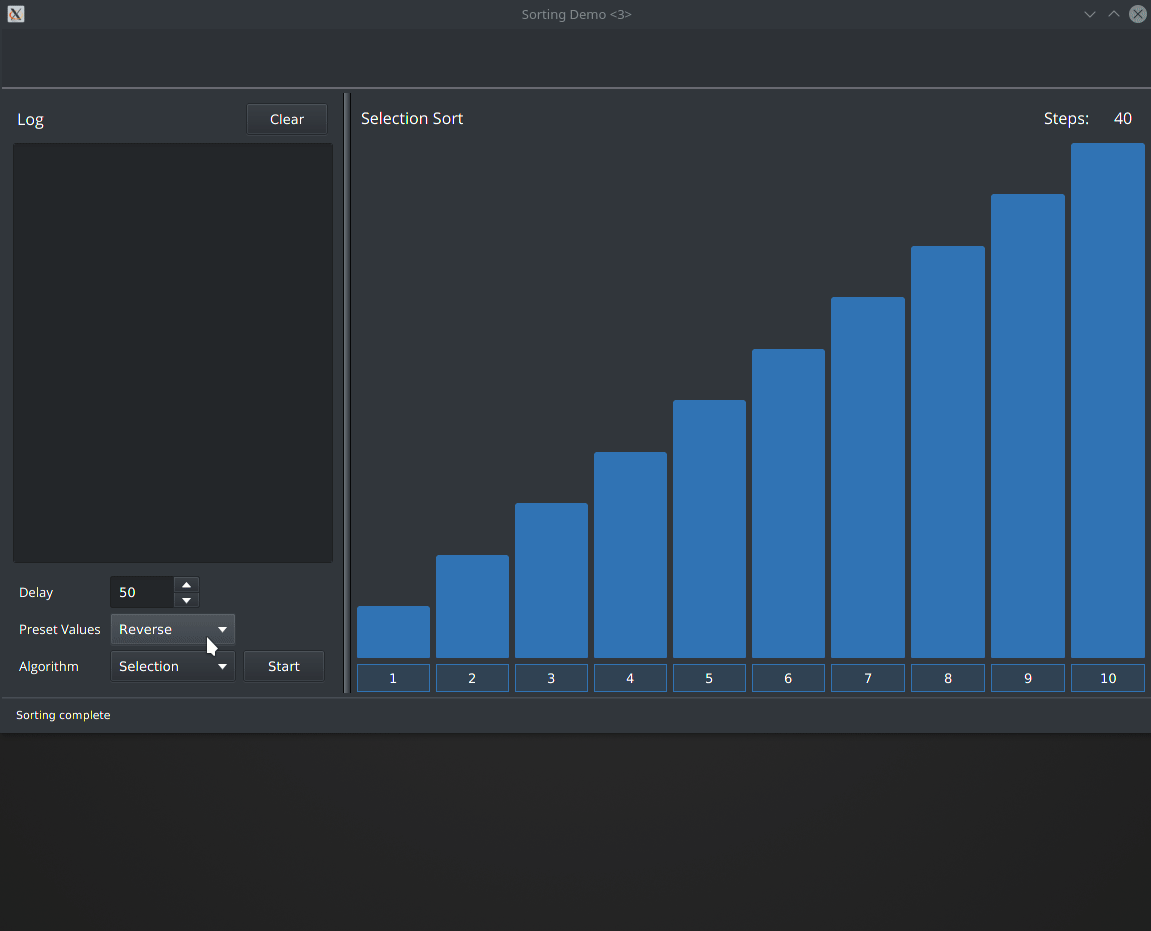 Sorting Demo <3>
Log
Clear
Selection Sort
Steps: 40
Delay
50
Preset Values
Reverse
Algorithm
Selection
Start
1 2 3 4 5 6 7 8 9 10
Sorting complete